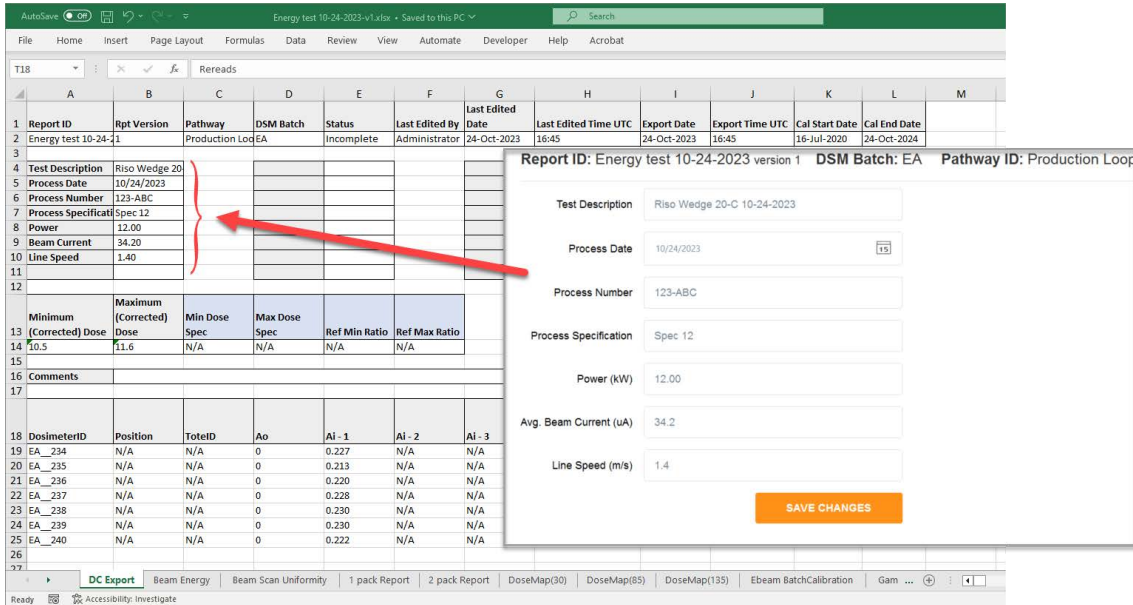 AutoSave Off Energy test 10-24-2023-v1.xlsx • Saved to this PC Search
File Home Insert Page Layout Formulas Data Review View Automate Developer Help Acrobat
T18 fx Rereads
A B C D E F G H I J K L M
1 Report ID Rpt Version Pathway DSM Batch Status Last Edited By Last Edited Date Last Edited Time UTC Export Date Export Time UTC Cal Start Date Cal End Date
2 Energy test 10-24-21 Production Loo EA Incomplete Administrator 24-Oct-2023 16:45 24-Oct-2023 16:45 16-Jul-2020 24-Oct-2024
3
4 Test Description Riso Wedge 20-
5 Process Date 10/24/2023
6 Process Number 123-ABC
7 Process Specificati Spec 12
8 Power 12.00
9 Beam Current 34.20
10 Line Speed 1.40
11
12
13 Minimum (Corrected) Dose Maximum (Corrected) Dose Min Dose Spec Max Dose Spec Ref Min Ratio Ref Max Ratio
14 10.5 11.6 N/A N/A N/A N/A
15
16 Comments
17
18 DosimeterID Position ToteID Ao Ai - 1 Ai - 2 Ai - 3
19 EA__234 N/A N/A 0 0.227 N/A N/A
20 EA__235 N/A N/A 0 0.213 N/A N/A
21 EA__236 N/A N/A 0 0.220 N/A N/A
22 EA__237 N/A N/A 0 0.228 N/A N/A
23 EA__238 N/A N/A 0 0.230 N/A N/A
24 EA__239 N/A N/A 0 0.230 N/A N/A
25 EA__240 N/A N/A 0 0.222 N/A N/A
26
27
Report ID: Energy test 10-24-2023 version 1 DSM Batch: EA Pathway ID: Production Loop
Test Description Riso Wedge 20-C 10-24-2023
Process Date 10/24/2023 15
Process Number 123-ABC
Process Specification Spec 12
Power (kW) 12.00
Avg. Beam Current (uA) 34.2
Line Speed (m/s) 1.4
SAVE CHANGES
DC Export Beam Energy Beam Scan Uniformity 1 pack Report 2 pack Report DoseMap(30) DoseMap(85) DoseMap(135) Ebeam BatchCalibration Gam ...
Ready Accessibility: Investigate